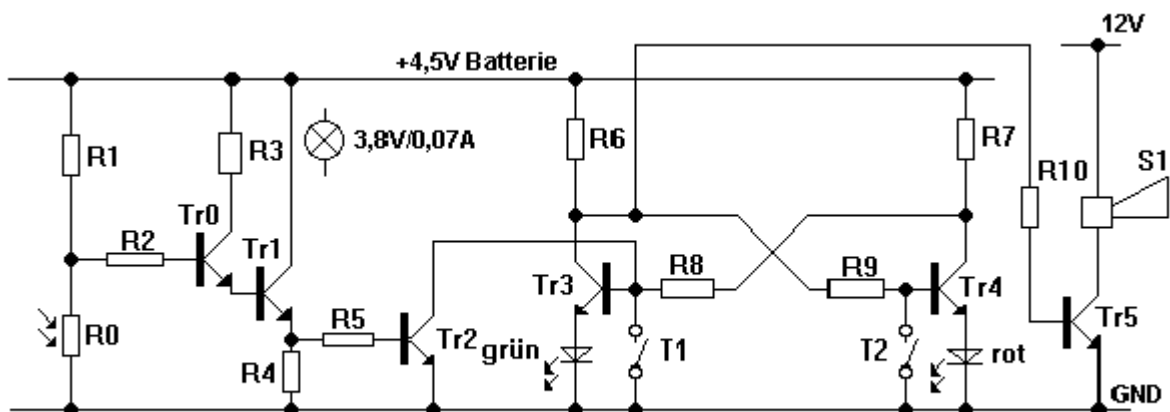 12V
+4,5V Batterie
R1
R3
3,8V/0,07A
R6
R7
R10
S1
Tr0
R2
Tr1
R8
R9
Tr3
Tr4
R0
R5
Tr2
grün
T1
T2
rot
Tr5
R4
GND